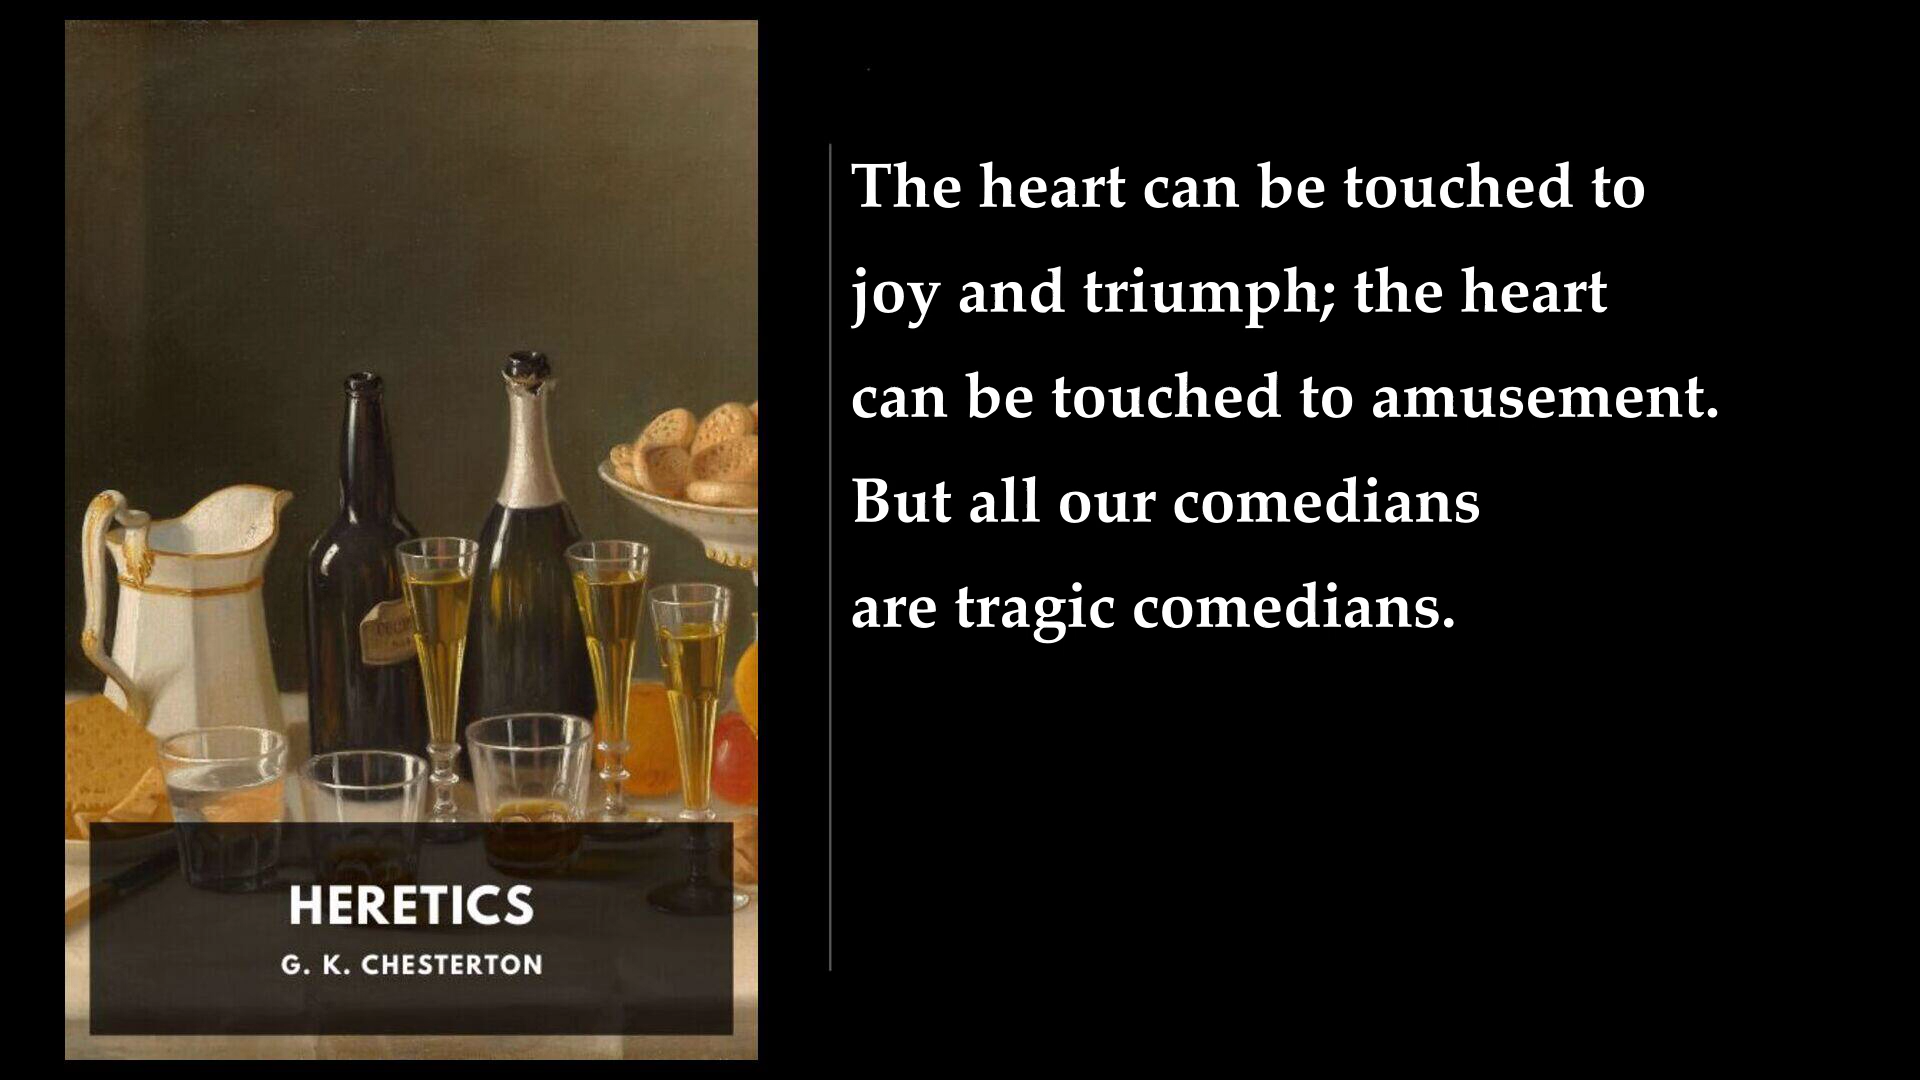 The heart can be touched to
joy and triumph; the heart
can be touched to amusement.
But all our comedians
are tragic comedians.
HERETICS
G. K. CHESTERTON